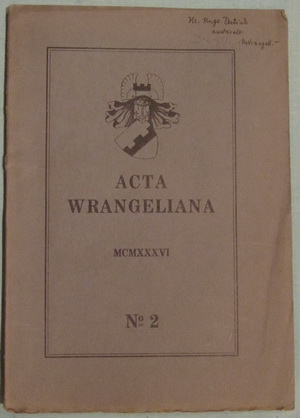 ACTA
WRANGELIANA
MCMXXXVI
No 2